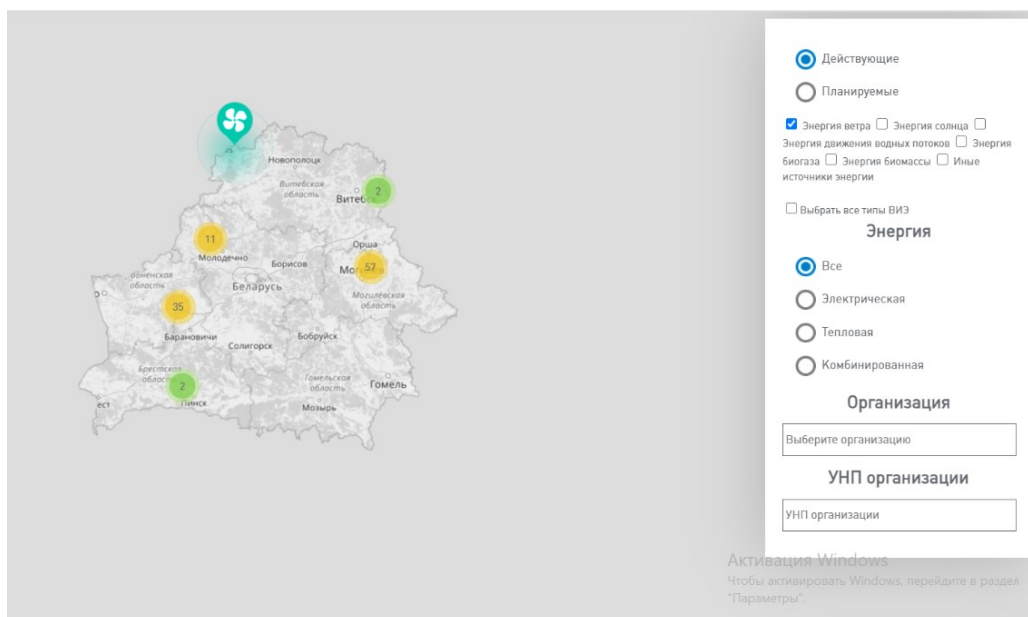 Новополоцк
Витебская
область
2
11
Молодечно
Борисов
Орша
57
область
Беларусь
Могилёвская
область
35
Барановичи
Солигорск
Бобруйск
Брестская
2
Гомельская
область
Гомель
Мозырь
Действующие
Планируемые
Энергия ветра Энергия солнца
Энергия движения водных потоков Энергия
биогаза Энергия биомассы Иные
источники энергии
Выбрать все типы ВИЭ
Энергия
Все
Электрическая
Тепловая
Комбинированная
Организация
Выберите организацию
УНП организации
УНП организации
Активация Windows
Чтобы активировать Windows, перейдите в раздел
"Параметры".